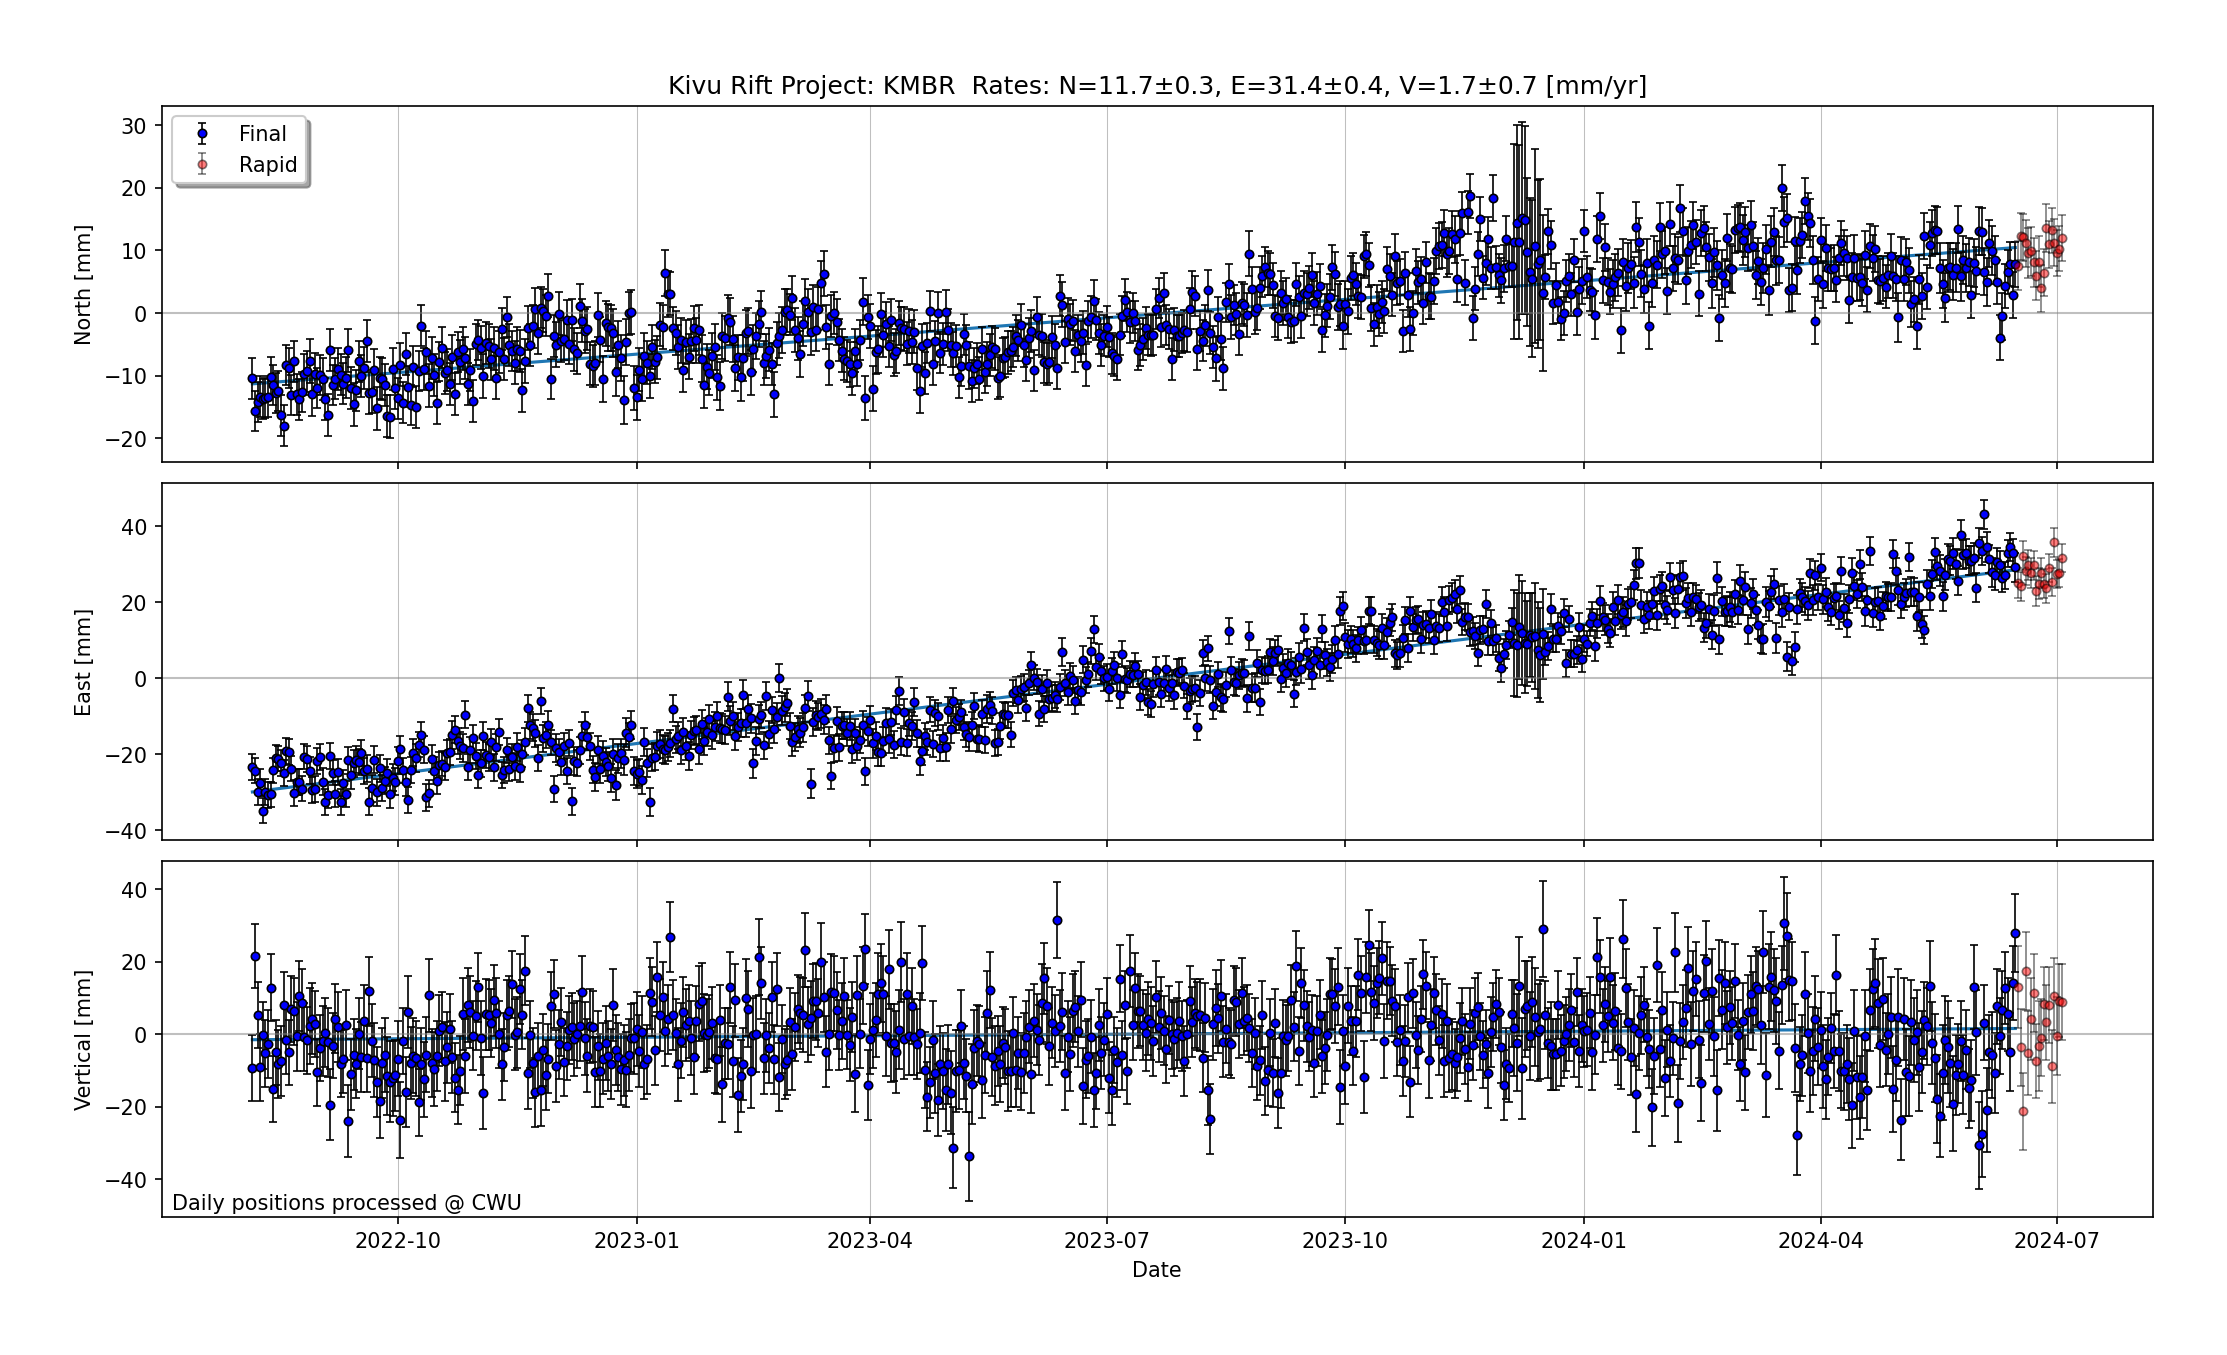 Kivu Rift Project: KMBR  Rates: N=11.7±0.3, E=31.4±0.4, V=1.7±0.7 [mm/yr]
Final
Rapid
North [mm]
30
20
10
0
−10
−20
East [mm]
40
20
0
−20
−40
Vertical [mm]
40
20
0
−20
−40
Daily positions processed @ CWU
2022-10 2023-01 2023-04 2023-07 2023-10 2024-01 2024-04 2024-07
Date